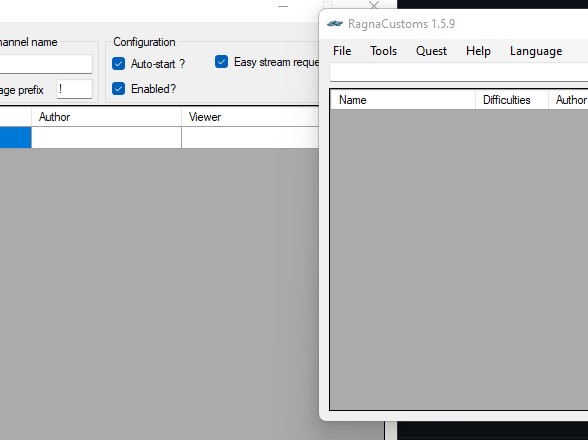 hannel name
Configuration
Auto-start ?
Easy stream reque
age prefix
!
Enabled?
Author
Viewer
RagnaCustoms 1.5.9
File
Tools
Quest
Help
Language
Name
Difficulties
Author